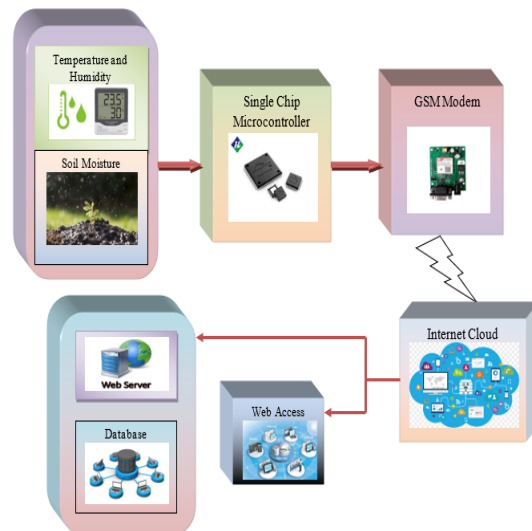 Temperature and
Humidity
23.5
30
Soil Moisture
Single Chip
Microcontroller
GSM Modem
Internet Cloud
Web Server
Web Access
Database